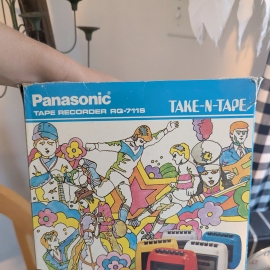 Panasonic TAKE-N-TAPE
TAPE RECORDER RQ-711S